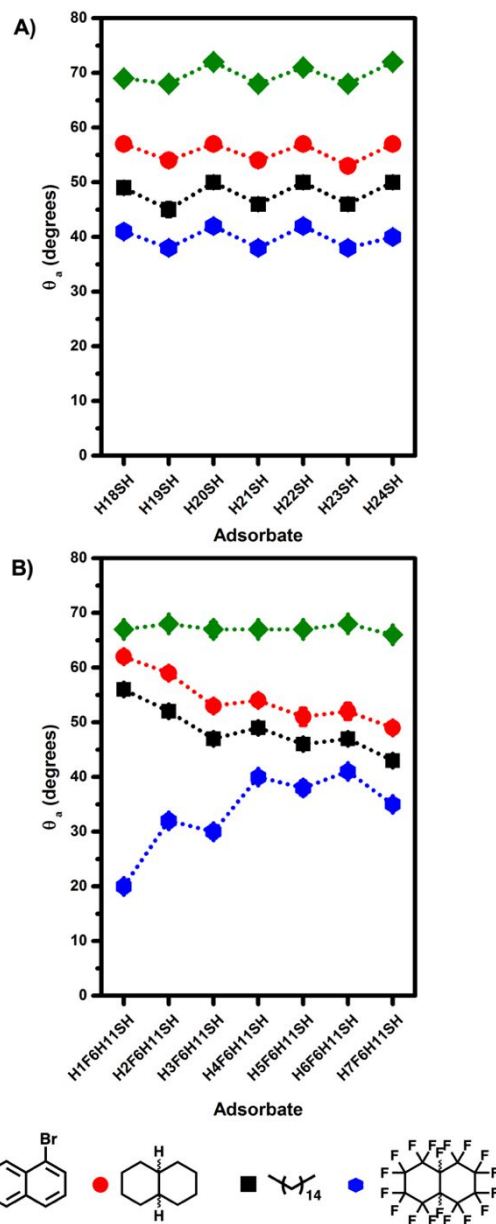 A)
80
70
60
50
40
30
20
10
0
θa (degrees)
H18SH
H19SH
H20SH
H21SH
H22SH
H23SH
H24SH
Adsorbate
B)
80
70
60
50
40
30
20
10
0
θa (degrees)
H1F6H11SH
H2F6H11SH
H3F6H11SH
H4F6H11SH
H5F6H11SH
H6F6H11SH
H7F6H11SH
Adsorbate
Br
H
H
14
F F F F
F F F F
F F
F F
F F F F
F F